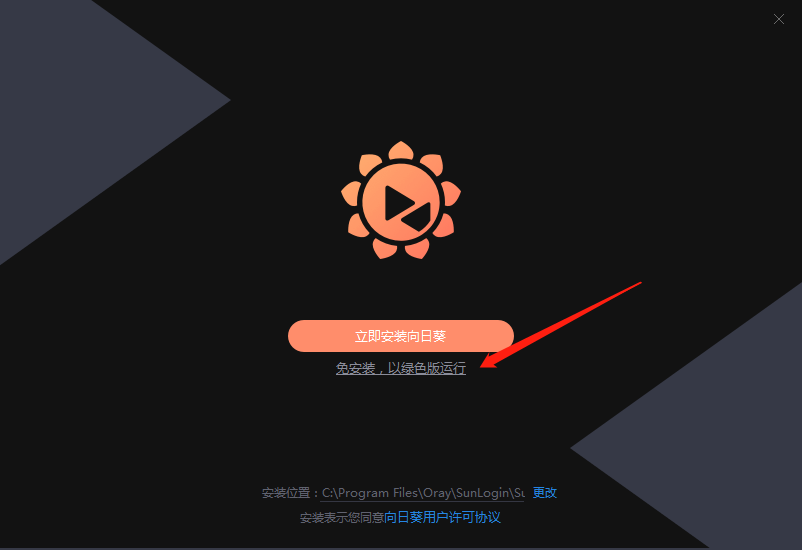 立即安装向日葵
免安装，以绿色版运行
安装位置：C:\Program Files\Oray\SunLogin\Su 更改
安装表示您同意向日葵用户许可协议